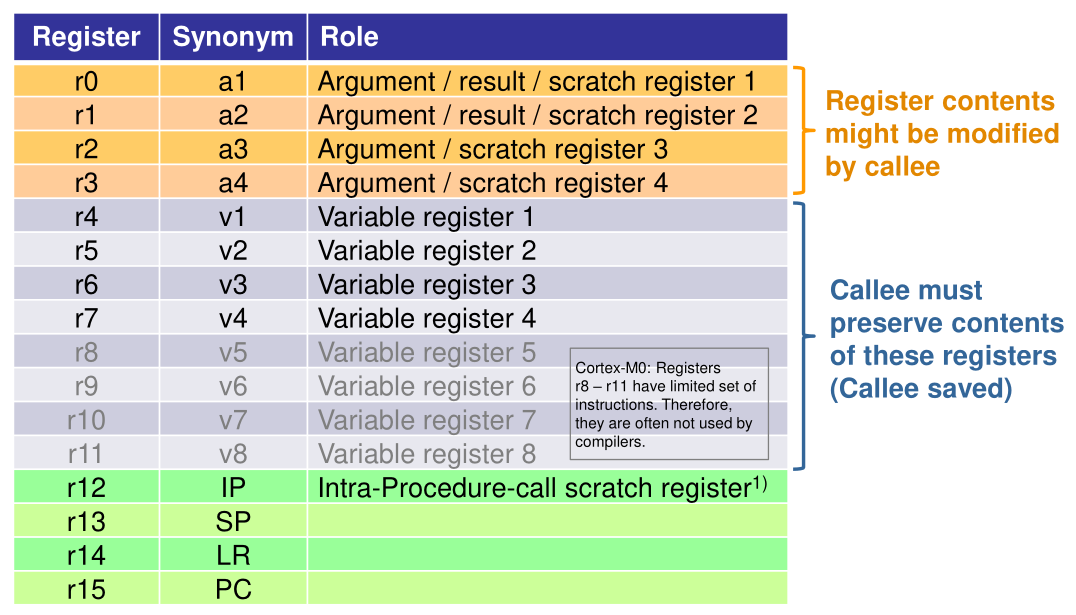 Register Synonym Role
r0 a1 Argument / result / scratch register 1
r1 a2 Argument / result / scratch register 2
r2 a3 Argument / scratch register 3
r3 a4 Argument / scratch register 4
Register contents
might be modified
by callee
r4 v1 Variable register 1
r5 v2 Variable register 2
r6 v3 Variable register 3
r7 v4 Variable register 4
r8 v5 Variable register 5
r9 v6 Variable register 6
r10 v7 Variable register 7
r11 v8 Variable register 8
Cortex-M0: Registers
r8 – r11 have limited set of
instructions. Therefore,
they are often not used by
compilers.
Callee must
preserve contents
of these registers
(Callee saved)
r12 IP Intra-Procedure-call scratch register1)
r13 SP
r14 LR
r15 PC